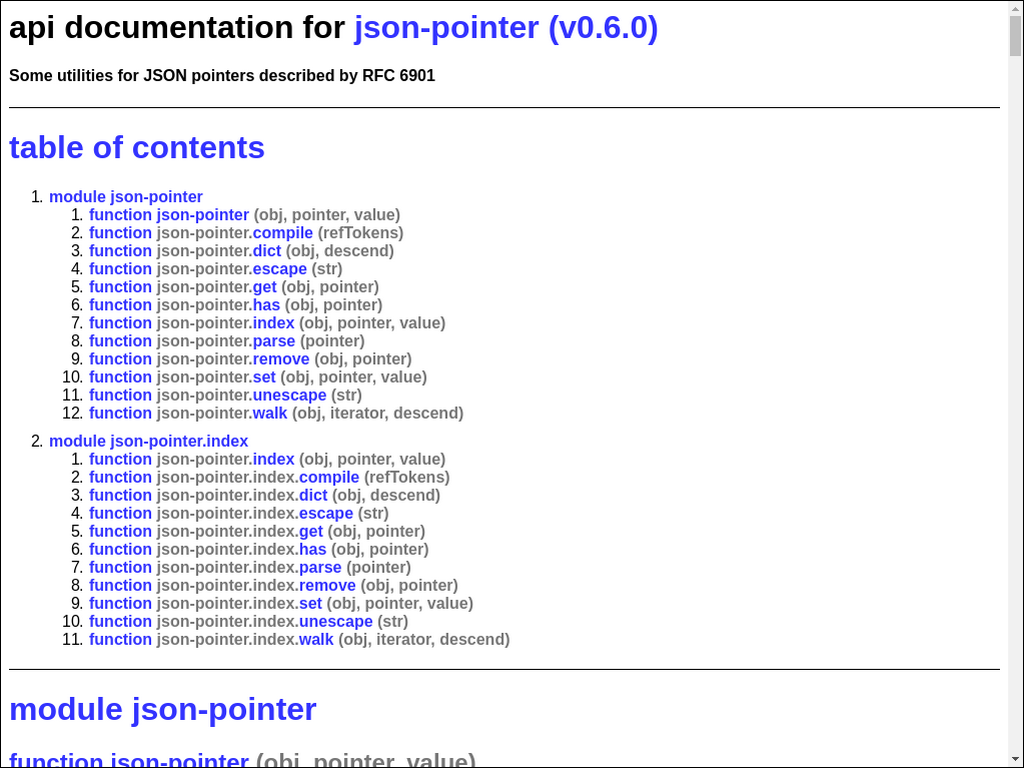 api documentation for json-pointer (v0.6.0)
Some utilities for JSON pointers described by RFC 6901
table of contents
1. module json-pointer
1. function json-pointer (obj, pointer, value)
2. function json-pointer.compile (refTokens)
3. function json-pointer.dict (obj, descend)
4. function json-pointer.escape (str)
5. function json-pointer.get (obj, pointer)
6. function json-pointer.has (obj, pointer)
7. function json-pointer.index (obj, pointer, value)
8. function json-pointer.parse (pointer)
9. function json-pointer.remove (obj, pointer)
10. function json-pointer.set (obj, pointer, value)
11. function json-pointer.unescape (str)
12. function json-pointer.walk (obj, iterator, descend)
2. module json-pointer.index
1. function json-pointer.index (obj, pointer, value)
2. function json-pointer.index.compile (refTokens)
3. function json-pointer.index.dict (obj, descend)
4. function json-pointer.index.escape (str)
5. function json-pointer.index.get (obj, pointer)
6. function json-pointer.index.has (obj, pointer)
7. function json-pointer.index.parse (pointer)
8. function json-pointer.index.remove (obj, pointer)
9. function json-pointer.index.set (obj, pointer, value)
10. function json-pointer.index.unescape (str)
11. function json-pointer.index.walk (obj, iterator, descend)
module json-pointer
function json-pointer (obj, pointer, value)